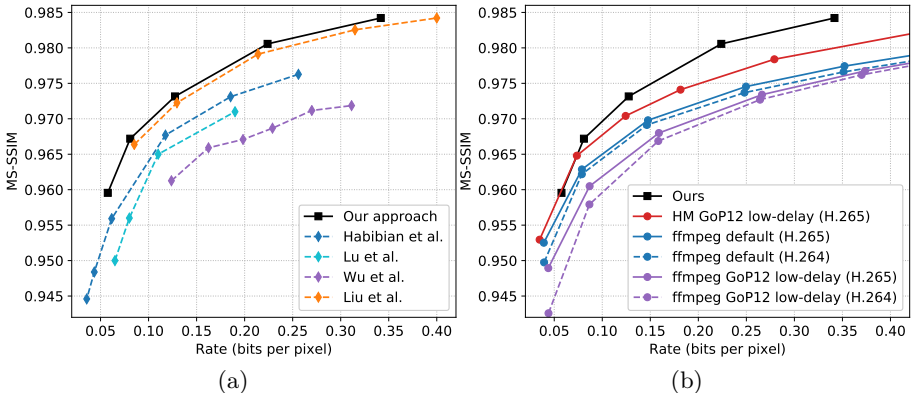 0.985
0.980
0.975
0.970
0.965
0.960
0.955
0.950
0.945
MS-SSIM
0.05 0.10 0.15 0.20 0.25 0.30 0.35 0.40
Rate (bits per pixel)
Our approach
Habibian et al.
Lu et al.
Wu et al.
Liu et al.
(a)
0.985
0.980
0.975
0.970
0.965
0.960
0.955
0.950
0.945
MS-SSIM
0.05 0.10 0.15 0.20 0.25 0.30 0.35 0.40
Rate (bits per pixel)
Ours
HM GoP12 low-delay (H.265)
ffmpeg default (H.265)
ffmpeg default (H.264)
ffmpeg GoP12 low-delay (H.265)
ffmpeg GoP12 low-delay (H.264)
(b)